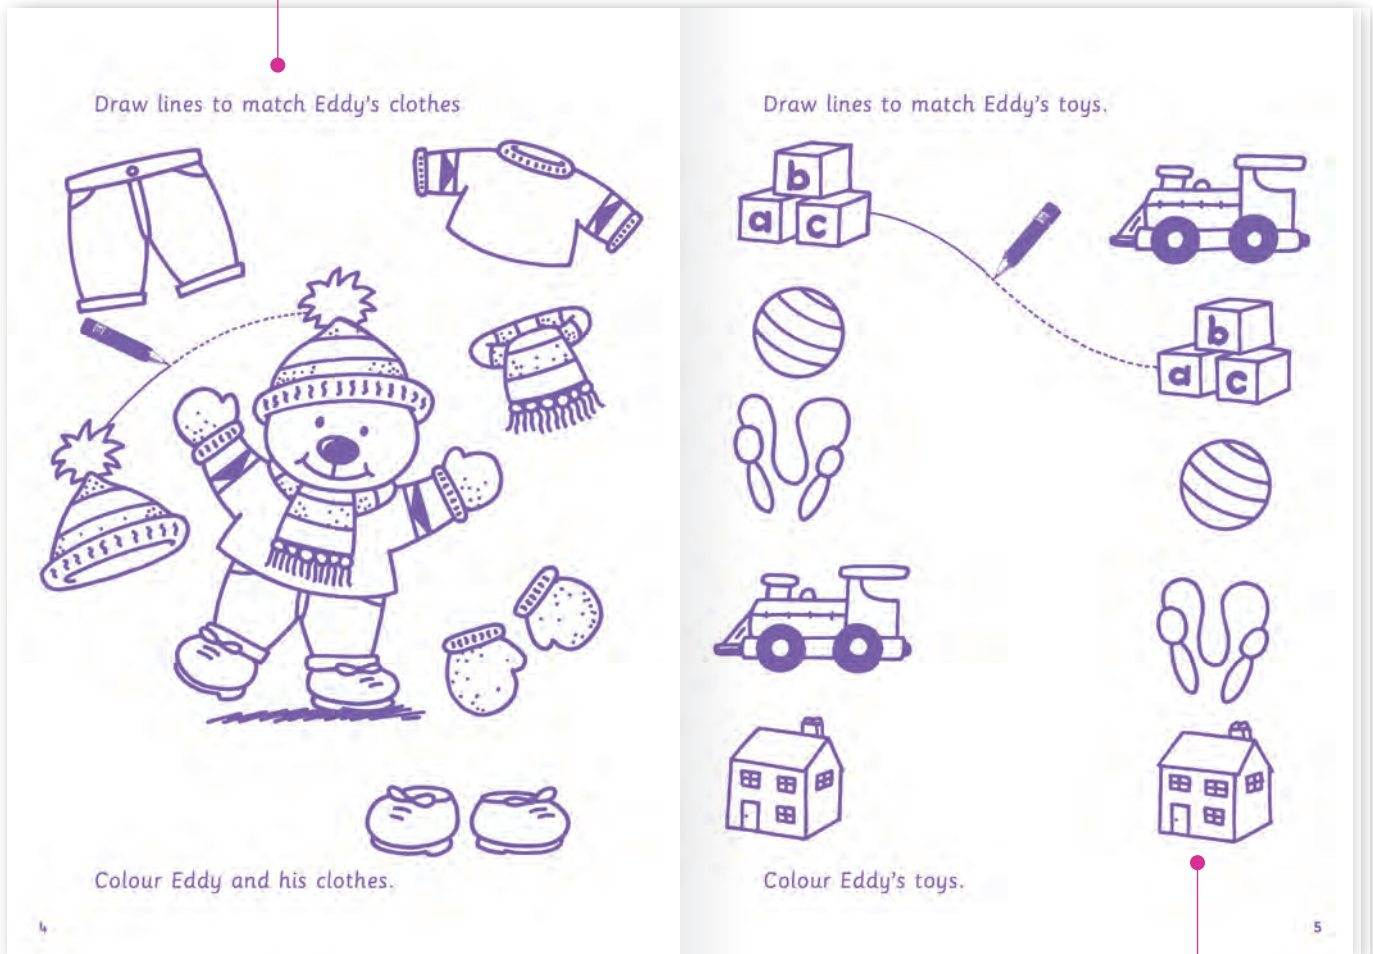 Draw lines to match Eddy's clothes
Colour Eddy and his clothes.
4
Draw lines to match Eddy's toys.
b
a c
b
a c
Colour Eddy's toys.
5